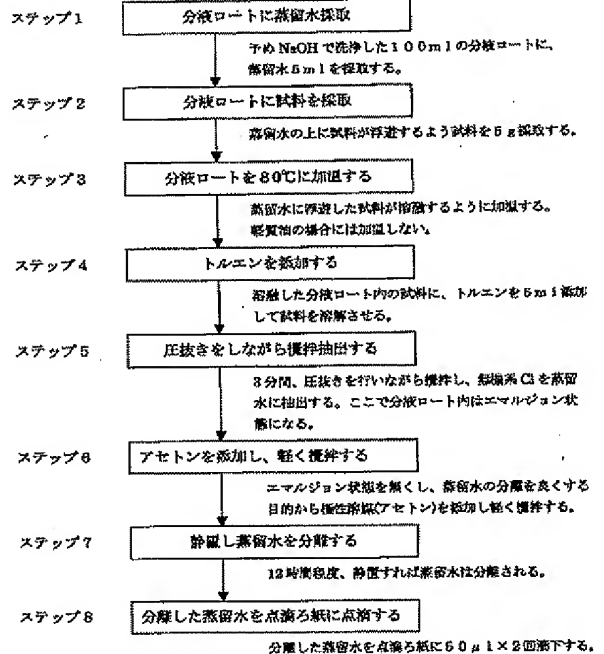 ステップ1
分液ロートに蒸留水採取
予め NaOH で洗浄した100mlの分液ロートに、
蒸留水5mlを採取する。
ステップ2
分液ロートに試料を採取
蒸留水の上に試料が浮遊するよう試料を5g採取する。
ステップ3
分液ロートを80℃に加温する
蒸留水に浮遊した試料が溶融するように加温する。
軽質油の場合には加温しない。
ステップ4
トルエンを添加する
溶融した分液ロート内の試料に、トルエンを5ml添加
して試料を溶解させる。
ステップ5
圧抜きをしながら攪拌抽出する
3分間、圧抜きを行いながら攪拌し、無機系 Cl を蒸留
水に抽出する。ここで分液ロート内はエマルジョン状
態になる。
ステップ6
アセトンを添加し、軽く攪拌する
エマルジョン状態を無くし、蒸留水の分離を良くする
目的から極性溶媒(アセトン)を添加し軽く攪拌する。
ステップ7
静置し蒸留水を分離する
12時間程度、静置すれば蒸留水は分離される。
ステップ8
分離した蒸留水を点滴ろ紙に点滴する
分離した蒸留水を点滴ろ紙に50μl×2回滴下する。